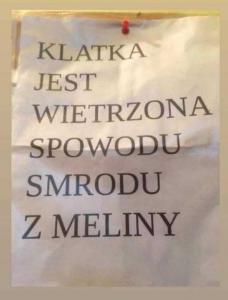 KLATKA
JEST
WIETRZONA
SPOWODU
SMRODU
Z MELINY